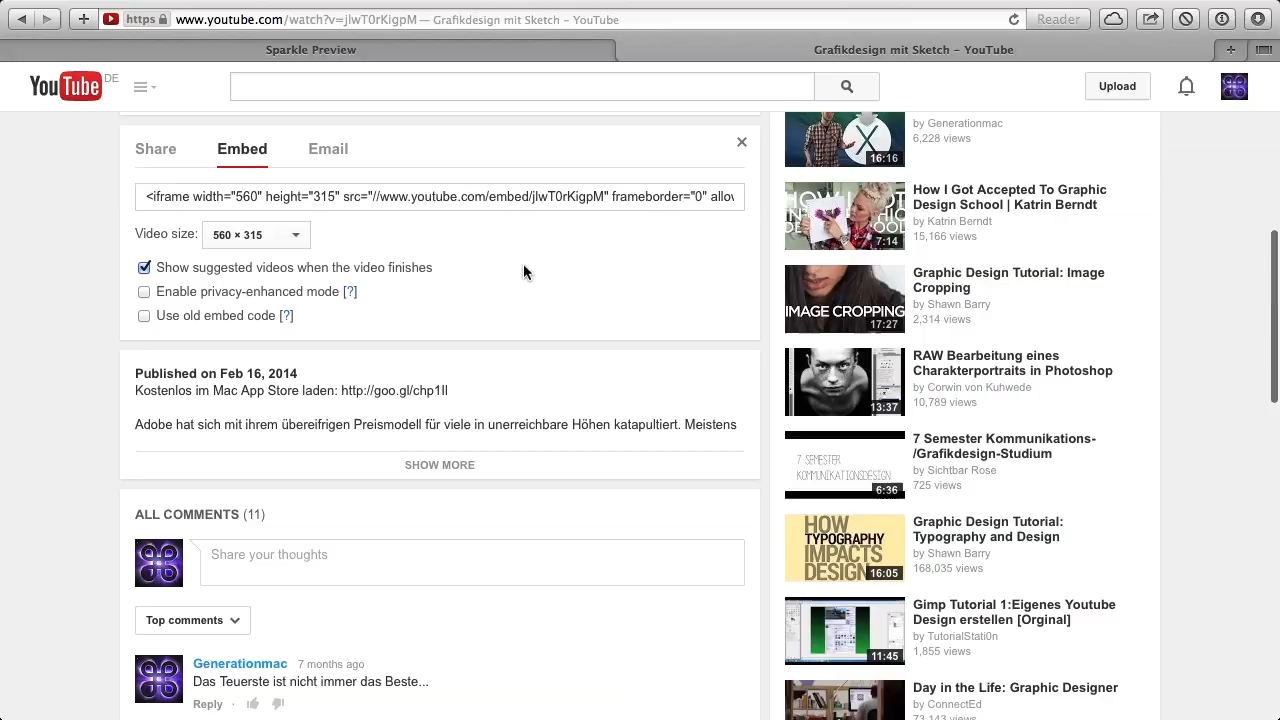 https www.youtube.com/watch?v=jlwT0rKigpM — Grafikdesign mit Sketch – YouTube
Reader
Sparkle Preview
Grafikdesign mit Sketch – YouTube
YouTube DE
Upload
Share Embed Email
<iframe width="560" height="315" src="//www.youtube.com/embed/jlwT0rKigpM" frameborder="0" allov
Video size: 560 × 315
Show suggested videos when the video finishes
Enable privacy-enhanced mode [?]
Use old embed code [?]
Published on Feb 16, 2014
Kostenlos im Mac App Store laden: http://goo.gl/chp1Il
Adobe hat sich mit ihrem übereifrigen Preismodell für viele in unerreichbare Höhen katapultiert. Meistens
SHOW MORE
ALL COMMENTS (11)
Share your thoughts
Top comments
Generationmac 7 months ago
Das Teuerste ist nicht immer das Beste...
Reply ·
by Generationmac
6,228 views
16:16
How I Got Accepted To Graphic
Design School | Katrin Berndt
by Katrin Berndt
15,166 views
7:14
Graphic Design Tutorial: Image
Cropping
by Shawn Barry
2,314 views
IMAGE CROPPING
17:27
RAW Bearbeitung eines
Charakterportraits in Photoshop
by Corwin von Kuhwede
10,789 views
13:37
7 Semester Kommunikations-
/Grafikdesign-Studium
by Sichtbar Rose
725 views
7 SEMESTER
KOMMUNIKATIONSDESIGN
6:36
Graphic Design Tutorial:
Typography and Design
by Shawn Barry
168,035 views
HOW
TYPOGRAPHY
IMPACTS
DESIGN
16:05
Gimp Tutorial 1:Eigenes Youtube
Design erstellen [Orginal]
by TutorialStati0n
1,855 views
11:45
Day in the Life: Graphic Designer
by ConnectEd
73,143 views